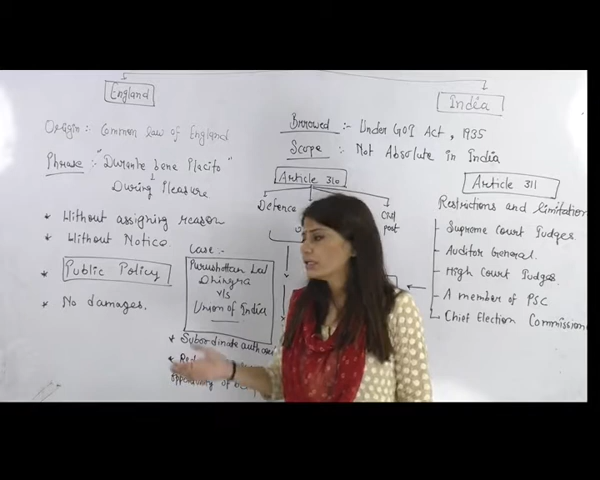 England
Origin :- Common law of England
Phrase :- "Durante bene Placito"
During Pleasure
* Without assigning reason
* Without Notice
* Public Policy
* No damages.
Case :-
Purushottan Lal
Dhingra
v/s
Union of India
* Subordinate auth
*
opportunity of
India
Borrowed :- Under GOI Act, 1935
Scope :- Not Absolute in India
Article 310
Defence
Civil
post
Article 311
Restrictions and limitation
Supreme Court Judges
Auditor General.
High Court Judges.
A member of PSC
Chief Election Commission